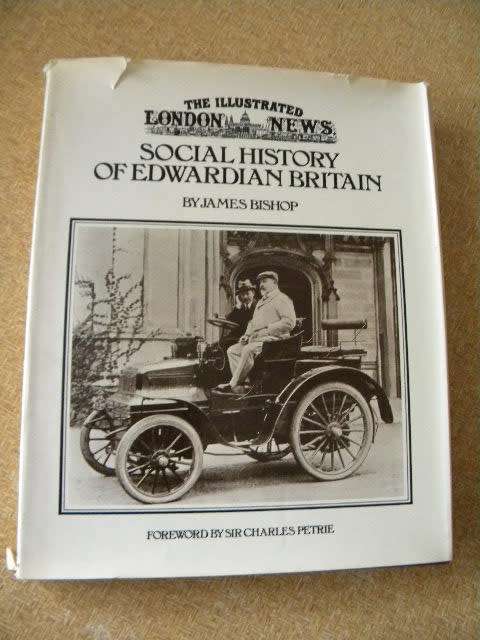 THE ILLUSTRATED
LONDON NEWS
SOCIAL HISTORY
OF EDWARDIAN BRITAIN
BY JAMES BISHOP
FOREWORD BY SIR CHARLES PETRIE